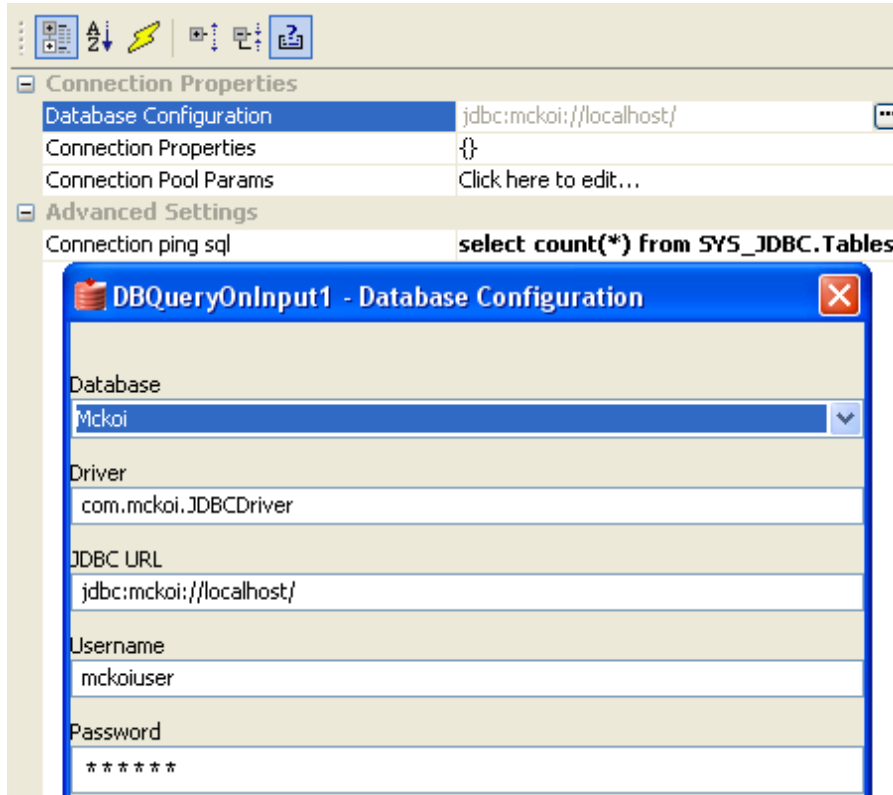 Connection Properties
Database Configuration jdbc:mckoi://localhost/
Connection Properties {}
Connection Pool Params Click here to edit...
Advanced Settings
Connection ping sql select count(*) from SYS_JDBC.Tables
DBQueryOnInput1 - Database Configuration
Database
Mckoi
Driver
com.mckoi.JDBCDriver
JDBC URL
jdbc:mckoi://localhost/
Username
mckoiuser
Password
******